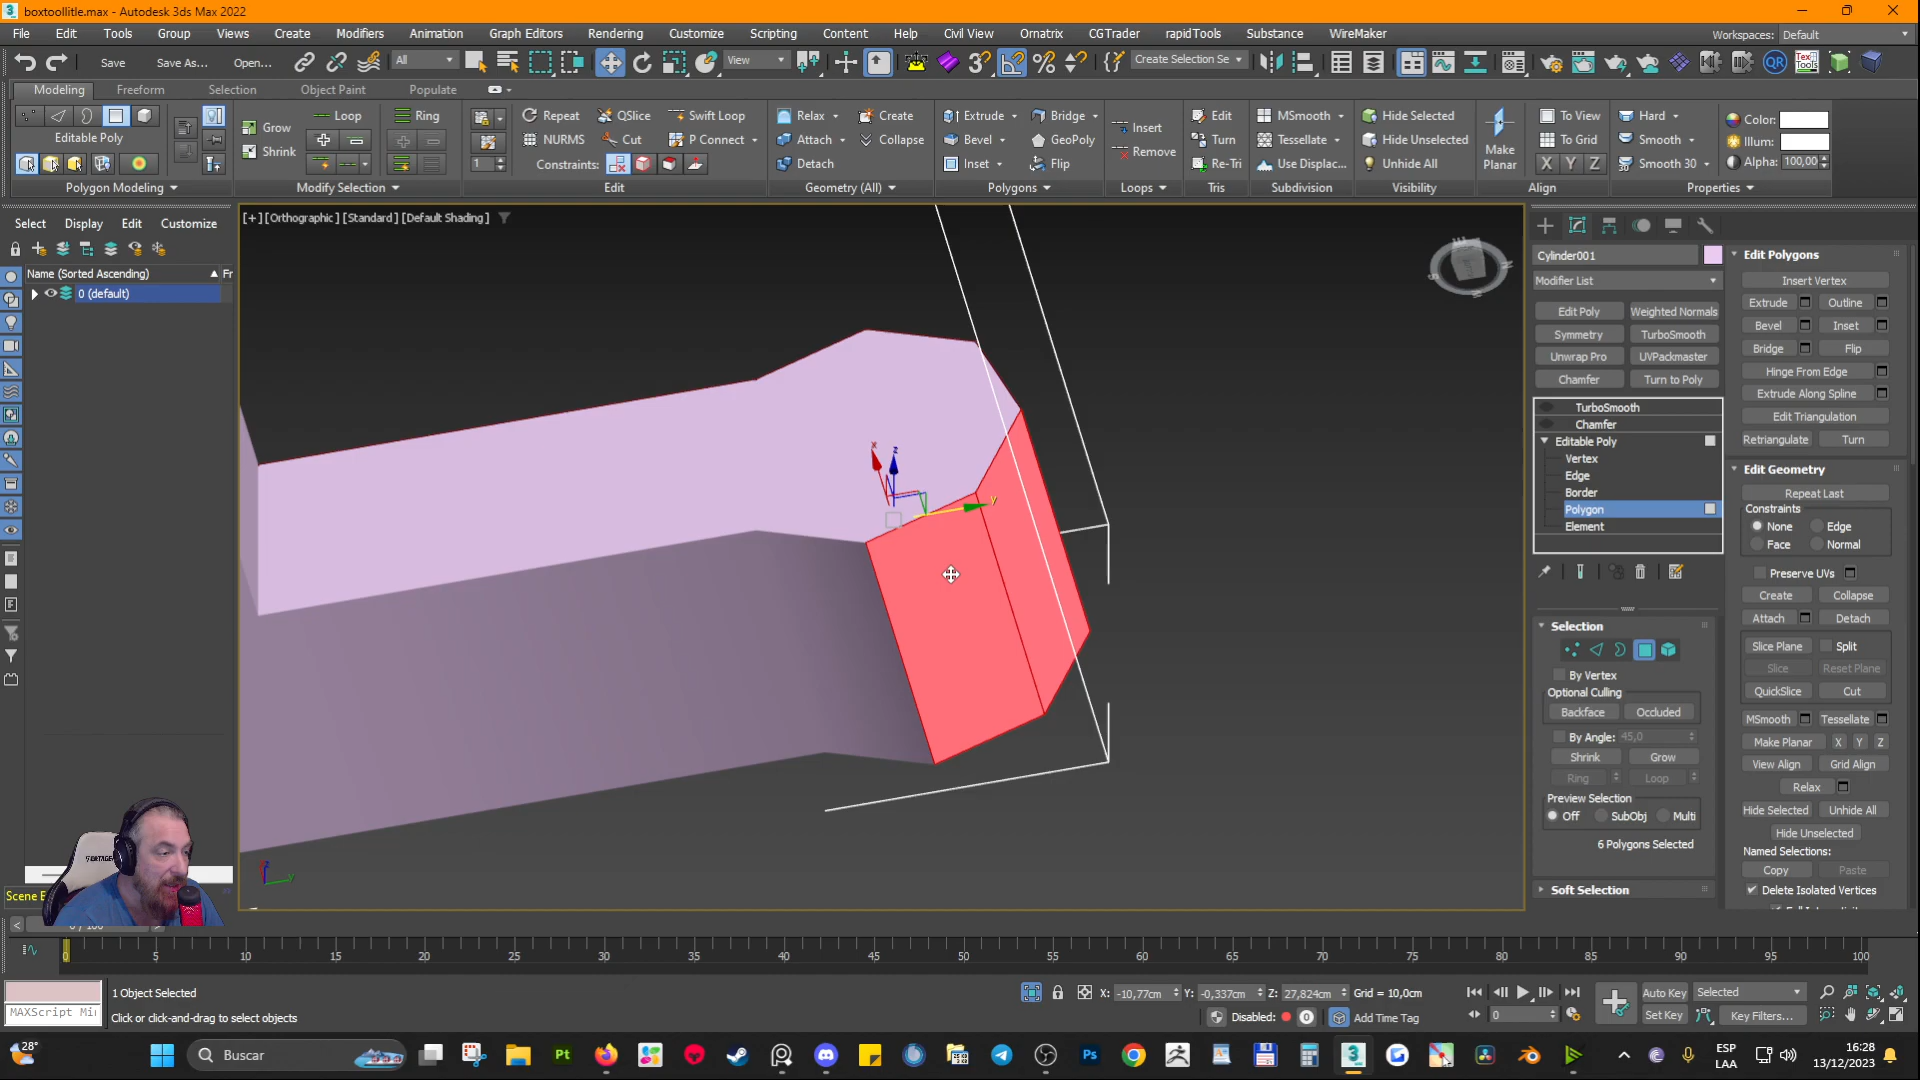 boxtoollitle.max - Autodesk 3ds Max 2022
File Edit Tools Group Views Create Modifiers Animation Graph Editors Rendering Customize Scripting Content Help Civil View Ornatrix CGTrader rapidTools Substance WireMaker Workspaces: Default
Save Save As... Open... All View Create Selection Se
Modeling Freeform Selection Object Paint Populate
Grow Loop Ring Repeat QSlice Swift Loop Relax Create Extrude Bridge Insert Edit MSmooth Hide Selected To View Hard Color:
Editable Poly Shrink NURMS Cut P Connect Attach Collapse Bevel GeoPoly Remove Turn Tessellate Hide Unselected Make Planar To Grid Smooth Illum:
1 Constraints: Detach Inset Flip Re-Tri Use Displac... Unhide All X Y Z Smooth 30 Alpha: 100,00
Polygon Modeling Modify Selection Edit Geometry (All) Polygons Loops Tris Subdivision Visibility Align Properties
Select Display Edit Customize
Name (Sorted Ascending) Fr
0 (default)
[+] [Orthographic] [Standard] [Default Shading]
x z y
Cylinder001
Modifier List
Edit Poly Weighted Normals
Symmetry TurboSmooth
Unwrap Pro UVPackmaster
Chamfer Turn to Poly
TurboSmooth
Chamfer
Editable Poly
Vertex
Edge
Border
Polygon
Element
Selection
By Vertex
Optional Culling
Backface Occluded
By Angle: 45,0
Shrink Grow
Ring Loop
Preview Selection
Off SubObj Multi
6 Polygons Selected
Soft Selection
Edit Polygons
Insert Vertex
Extrude Outline
Bevel Inset
Bridge Flip
Hinge From Edge
Extrude Along Spline
Edit Triangulation
Retriangulate Turn
Edit Geometry
Repeat Last
Constraints
None Edge
Face Normal
Preserve UVs
Create Collapse
Attach Detach
Slice Plane Split
Slice Reset Plane
QuickSlice Cut
MSmooth Tessellate
Make Planar X Y Z
View Align Grid Align
Relax
Hide Selected Unhide All
Hide Unselected
Named Selections:
Copy Paste
Delete Isolated Vertices
Scene E
0 / 100
0 5 10 15 20 25 30 35 40 45 50 55 60 65 70 75 80 85 90 95 100
1 Object Selected
MAXScript Mi
Click or click-and-drag to select objects
X: -10,77cm Y: -0,337cm Z: 27,824cm Grid = 10,0cm
Disabled: 0 Add Time Tag
0
Auto Key Selected
Set Key Key Filters...
28° Buscar
ESP
LAA
16:28
13/12/2023